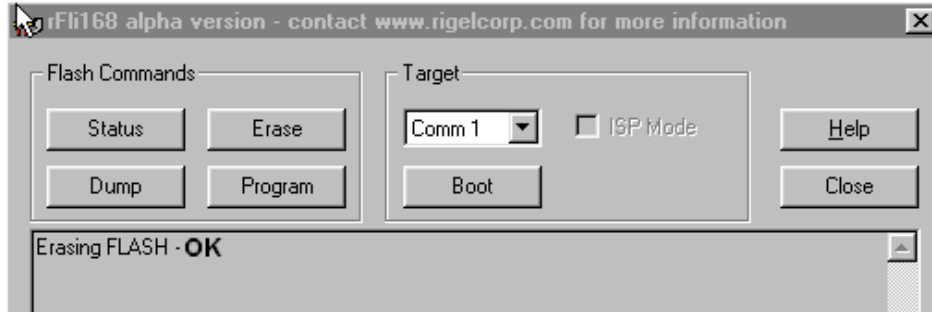 rFli168 alpha version - contact www.rigelcorp.com for more information
Flash Commands
Target
Status
Erase
Comm 1
ISP Mode
Help
Dump
Program
Boot
Close
Erasing FLASH - OK